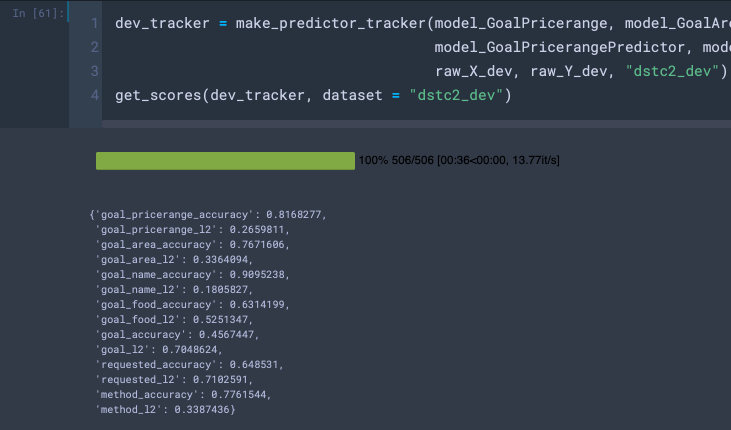 In [61]:
1 dev_tracker = make_predictor_tracker(model_GoalPricerange,
2 model_GoalPricerangePredictor,
3 raw_X_dev, raw_Y_dev, "dstc2_dev")
4 get_scores(dev_tracker, dataset = "dstc2_dev")
100% 506/506 [00:36<00:00, 13.77it/s]
{'goal_pricerange_accuracy': 0.8168277,
'goal_pricerange_l2': 0.2659811,
'goal_area_accuracy': 0.7671606,
'goal_area_l2': 0.3364094,
'goal_name_accuracy': 0.9095238,
'goal_name_l2': 0.1805827,
'goal_food_accuracy': 0.6314199,
'goal_food_l2': 0.5251347,
'goal_accuracy': 0.4567447,
'goal_l2': 0.7048624,
'requested_accuracy': 0.648531,
'requested_l2': 0.7102591,
'method_accuracy': 0.7761544,
'method_l2': 0.3387436}